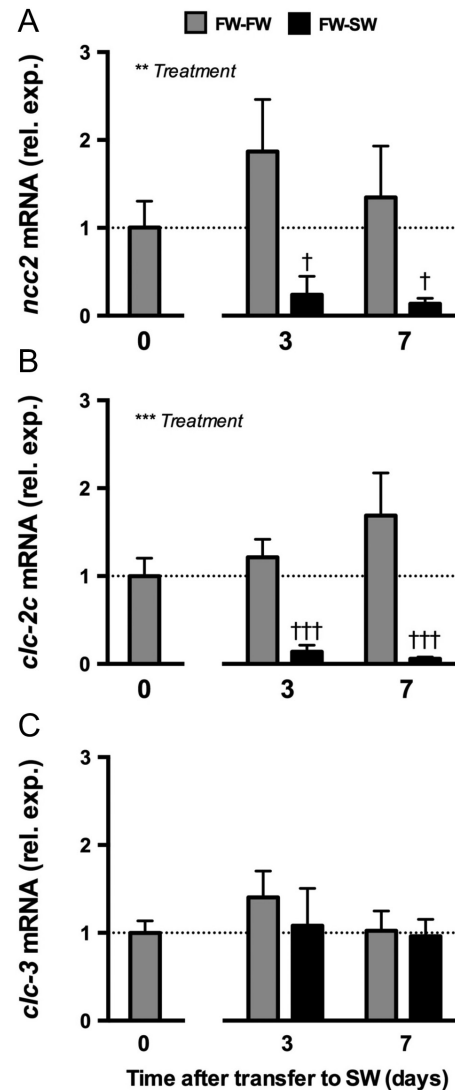 A
FW-FW FW-SW
ncc2 mRNA (rel. exp.)
** Treatment
3
2
1
0
† †
0 3 7
B
clc-2c mRNA (rel. exp.)
*** Treatment
3
2
1
0
††† †††
0 3 7
C
clc-3 mRNA (rel. exp.)
3
2
1
0
0 3 7
Time after transfer to SW (days)